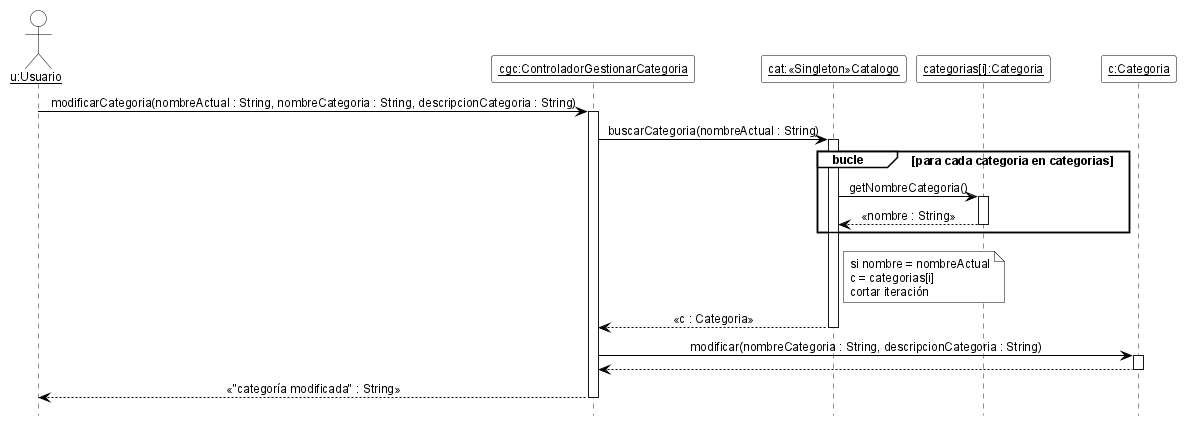 u:Usuario
cgc:ControladorGestionarCategoria
cat:«Singleton»Catalogo
categorias[i]:Categoria
c:Categoria
modificarCategoria(nombreActual : String, nombreCategoria : String, descripcionCategoria : String)
buscarCategoria(nombreActual : String)
bucle
[para cada categoria en categorias]
getNombreCategoria()
«nombre : String»
si nombre = nombreActual
c = categorias[i]
cortar iteración
«c : Categoria»
modificar(nombreCategoria : String, descripcionCategoria : String)
«"categoría modificada" : String»